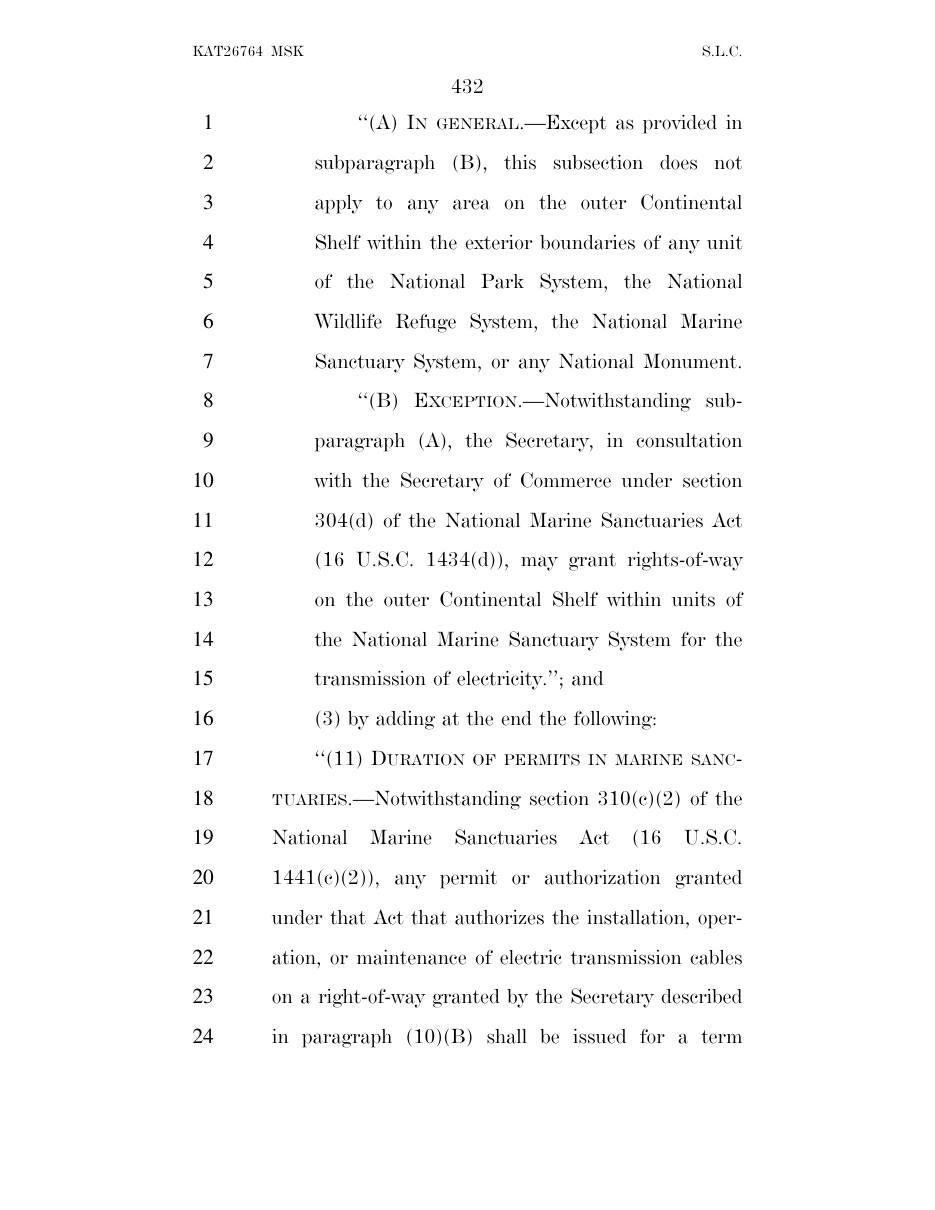 KAT26764 MSK S.L.C.
432
1 ‘‘(A) IN GENERAL.—Except as provided in
2 subparagraph (B), this subsection does not
3 apply to any area on the outer Continental
4 Shelf within the exterior boundaries of any unit
5 of the National Park System, the National
6 Wildlife Refuge System, the National Marine
7 Sanctuary System, or any National Monument.
8 ‘‘(B) EXCEPTION.—Notwithstanding sub-
9 paragraph (A), the Secretary, in consultation
10 with the Secretary of Commerce under section
11 304(d) of the National Marine Sanctuaries Act
12 (16 U.S.C. 1434(d)), may grant rights-of-way
13 on the outer Continental Shelf within units of
14 the National Marine Sanctuary System for the
15 transmission of electricity.’’; and
16 (3) by adding at the end the following:
17 ‘‘(11) DURATION OF PERMITS IN MARINE SANC-
18 TUARIES.—Notwithstanding section 310(c)(2) of the
19 National Marine Sanctuaries Act (16 U.S.C.
20 1441(c)(2)), any permit or authorization granted
21 under that Act that authorizes the installation, oper-
22 ation, or maintenance of electric transmission cables
23 on a right-of-way granted by the Secretary described
24 in paragraph (10)(B) shall be issued for a term